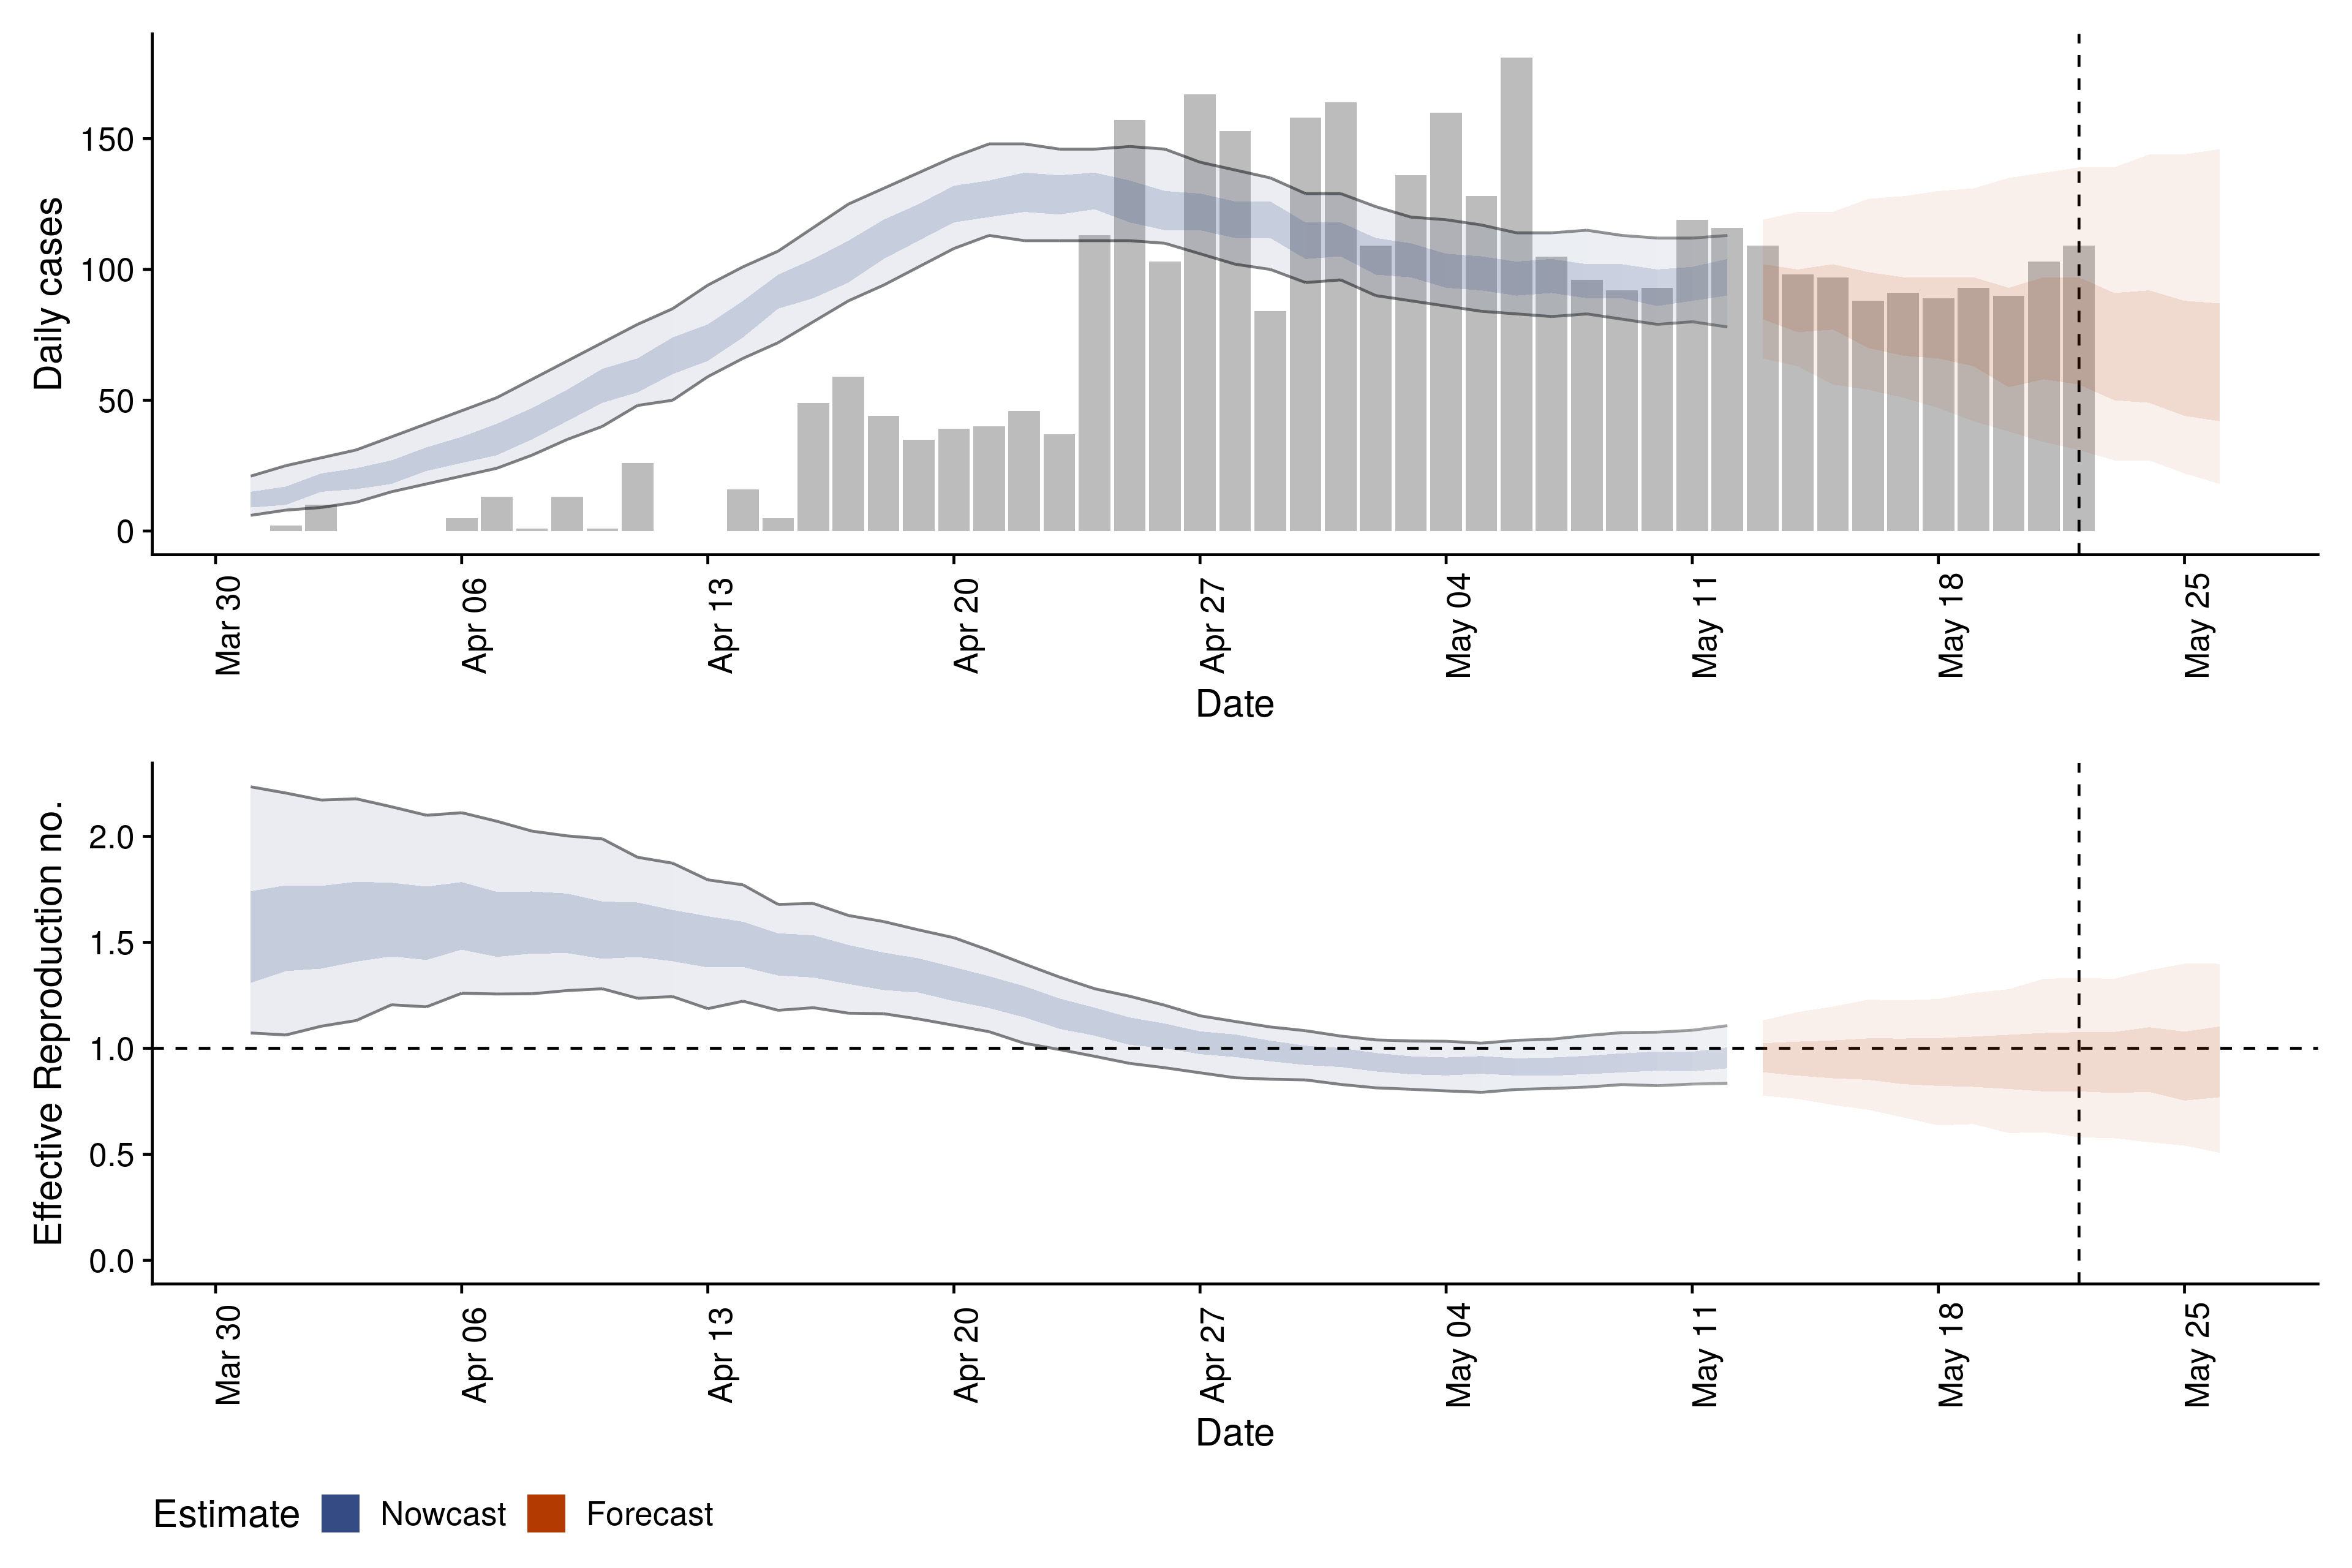 Daily cases
150
100
50
0
Mar 30
Apr 06
Apr 13
Apr 20
Apr 27
May 04
May 11
May 18
May 25
Date
Effective Reproduction no.
2.0
1.5
1.0
0.5
0.0
Mar 30
Apr 06
Apr 13
Apr 20
Apr 27
May 04
May 11
May 18
May 25
Date
Estimate Nowcast Forecast